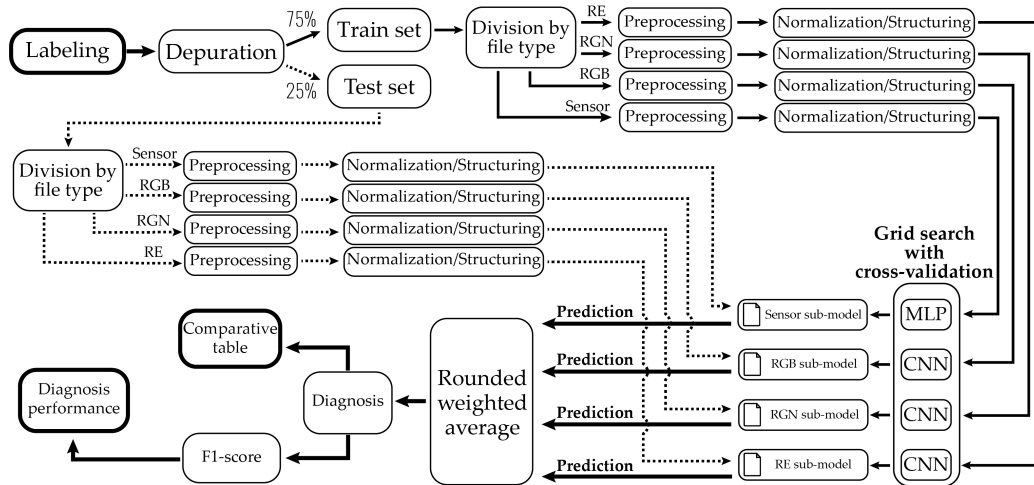 Labeling
Depuration
75%
25%
Train set
Test set
Division by
file type
RE
RGN
RGB
Sensor
Preprocessing
Normalization/Structuring
Preprocessing
Normalization/Structuring
Preprocessing
Normalization/Structuring
Preprocessing
Normalization/Structuring
Division by
file type
Sensor
RGB
RGN
RE
Preprocessing
Normalization/Structuring
Preprocessing
Normalization/Structuring
Preprocessing
Normalization/Structuring
Preprocessing
Normalization/Structuring
Grid search
with
cross-validation
MLP
CNN
CNN
CNN
Sensor sub-model
RGB sub-model
RGN sub-model
RE sub-model
Prediction
Prediction
Prediction
Prediction
Rounded
weighted
average
Diagnosis
Comparative
table
F1-score
Diagnosis
performance